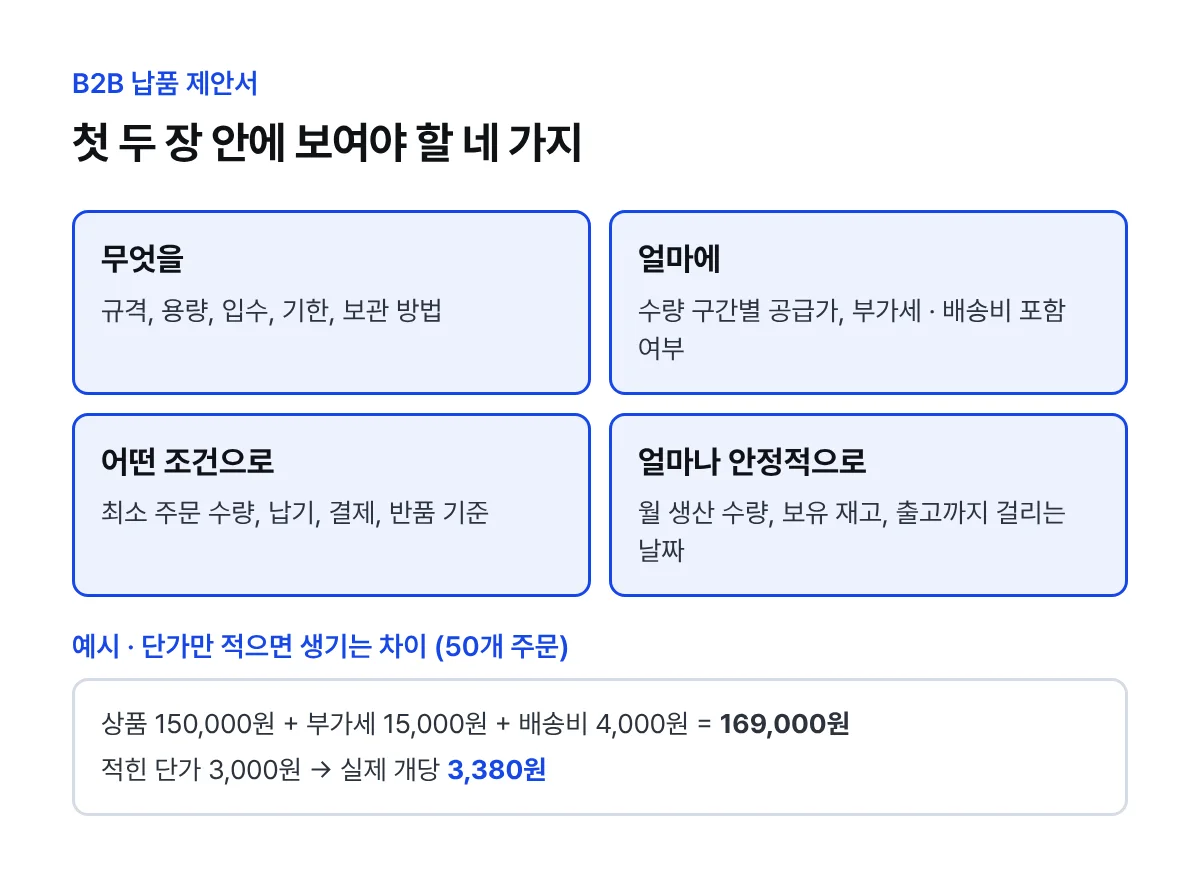 B2B 납품 제안서
첫 두 장 안에 보여야 할 네 가지
무엇을
규격, 용량, 입수, 기한, 보관 방법
얼마에
수량 구간별 공급가, 부가세 · 배송비 포함
여부
어떤 조건으로
최소 주문 수량, 납기, 결제, 반품 기준
얼마나 안정적으로
월 생산 수량, 보유 재고, 출고까지 걸리는
날짜
예시 · 단가만 적으면 생기는 차이 (50개 주문)
상품 150,000원 + 부가세 15,000원 + 배송비 4,000원 = 169,000원
적힌 단가 3,000원 → 실제 개당 3,380원